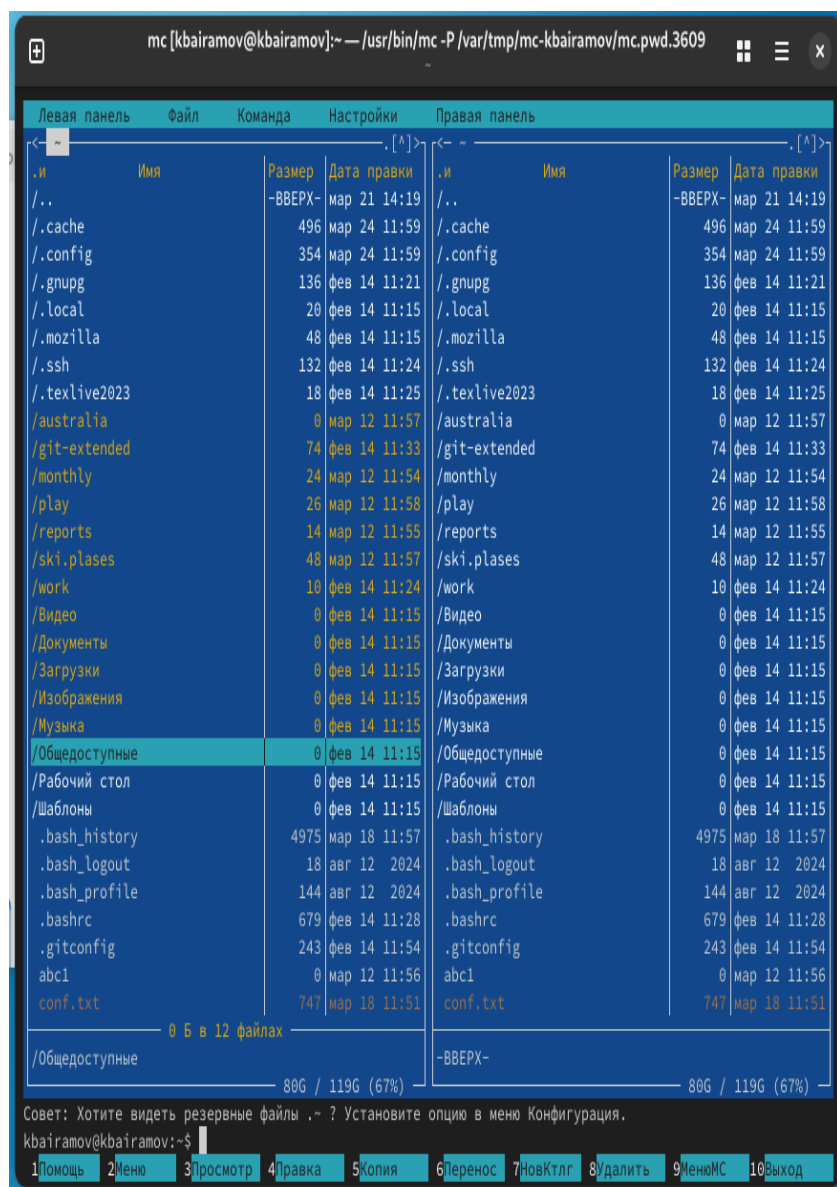 mc [kbairamov@kbairamov]:~ — /usr/bin/mc -P /var/tmp/mc-kbairamov/mc.pwd.3609
~
Левая панель Файл Команда Настройки Правая панель
<— ~ .[^]> <— ~ .[^]>
.и Имя Размер Дата правки .и Имя Размер Дата правки
/.. -ВВЕРХ- мар 21 14:19 /.. -ВВЕРХ- мар 21 14:19
/.cache 496 мар 24 11:59 /.cache 496 мар 24 11:59
/.config 354 мар 24 11:59 /.config 354 мар 24 11:59
/.gnupg 136 фев 14 11:21 /.gnupg 136 фев 14 11:21
/.local 20 фев 14 11:15 /.local 20 фев 14 11:15
/.mozilla 48 фев 14 11:15 /.mozilla 48 фев 14 11:15
/.ssh 132 фев 14 11:24 /.ssh 132 фев 14 11:24
/.texlive2023 18 фев 14 11:25 /.texlive2023 18 фев 14 11:25
/australia 0 мар 12 11:57 /australia 0 мар 12 11:57
/git-extended 74 фев 14 11:33 /git-extended 74 фев 14 11:33
/monthly 24 мар 12 11:54 /monthly 24 мар 12 11:54
/play 26 мар 12 11:58 /play 26 мар 12 11:58
/reports 14 мар 12 11:55 /reports 14 мар 12 11:55
/ski.plases 48 мар 12 11:57 /ski.plases 48 мар 12 11:57
/work 10 фев 14 11:24 /work 10 фев 14 11:24
/Видео 0 фев 14 11:15 /Видео 0 фев 14 11:15
/Документы 0 фев 14 11:15 /Документы 0 фев 14 11:15
/Загрузки 0 фев 14 11:15 /Загрузки 0 фев 14 11:15
/Изображения 0 фев 14 11:15 /Изображения 0 фев 14 11:15
/Музыка 0 фев 14 11:15 /Музыка 0 фев 14 11:15
/Общедоступные 0 фев 14 11:15 /Общедоступные 0 фев 14 11:15
/Рабочий стол 0 фев 14 11:15 /Рабочий стол 0 фев 14 11:15
/Шаблоны 0 фев 14 11:15 /Шаблоны 0 фев 14 11:15
.bash_history 4975 мар 18 11:57 .bash_history 4975 мар 18 11:57
.bash_logout 18 авг 12 2024 .bash_logout 18 авг 12 2024
.bash_profile 144 авг 12 2024 .bash_profile 144 авг 12 2024
.bashrc 679 фев 14 11:28 .bashrc 679 фев 14 11:28
.gitconfig 243 фев 14 11:54 .gitconfig 243 фев 14 11:54
abc1 0 мар 12 11:56 abc1 0 мар 12 11:56
conf.txt 747 мар 18 11:51 conf.txt 747 мар 18 11:51
0 Б в 12 файлах
/Общедоступные -ВВЕРХ-
80G / 119G (67%) 80G / 119G (67%)
Совет: Хотите видеть резервные файлы .~ ? Установите опцию в меню Конфигурация.
kbairamov@kbairamov:~$
1Помощь 2Меню 3Просмотр 4Правка 5Копия 6Перенос 7НовКтлг 8Удалить 9МенюMC 10Выход